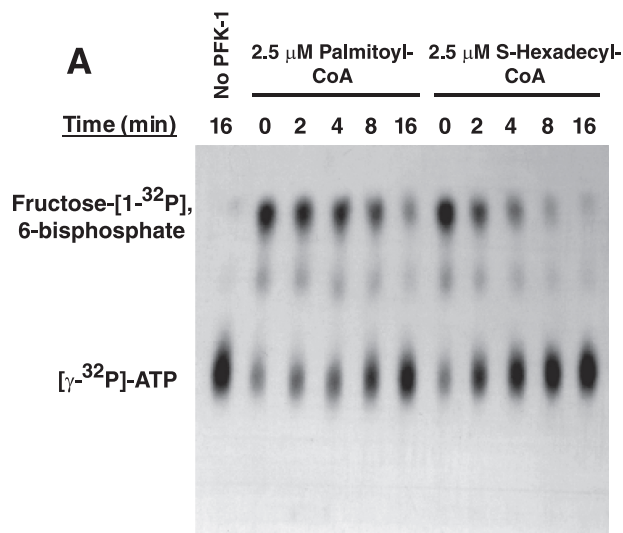 A
No PFK-1
2.5 μM Palmitoyl-
CoA
2.5 μM S-Hexadecyl-
CoA
Time (min) 16 0 2 4 8 16 0 2 4 8 16
Fructose-[1-³²P],
6-bisphosphate
[γ-³²P]-ATP